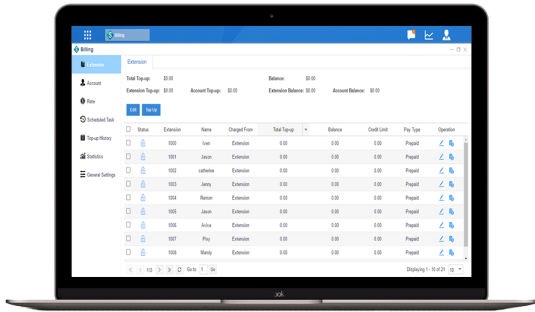 Billing
Billing
Extension
Extension
Account
Rate
Scheduled Task
Top-up History
Statistics
General Settings
Total Top-up: $0.00 Balance: $0.00
Extension Top-up: $0.00 Account Top-up: $0.00 Extension Balance: $0.00 Account Balance: $0.00
Edit Top Up
Status Extension Name Charged From Total Top-up Balance Credit Limit Pay Type Operation
1000 Iven Extension 0.00 0.00 0.00 Prepaid
1001 Jason Extension 0.00 0.00 0.00 Prepaid
1002 catherine Extension 0.00 0.00 0.00 Prepaid
1003 Janny Extension 0.00 0.00 0.00 Prepaid
1004 Ramon Extension 0.00 0.00 0.00 Prepaid
1005 Jason Extension 0.00 0.00 0.00 Prepaid
1006 Aniva Extension 0.00 0.00 0.00 Prepaid
1007 Ploy Extension 0.00 0.00 0.00 Prepaid
1008 Mandy Extension 0.00 0.00 0.00 Prepaid
1/3 Go to 1 Go Displaying 1 - 10 of 21 10